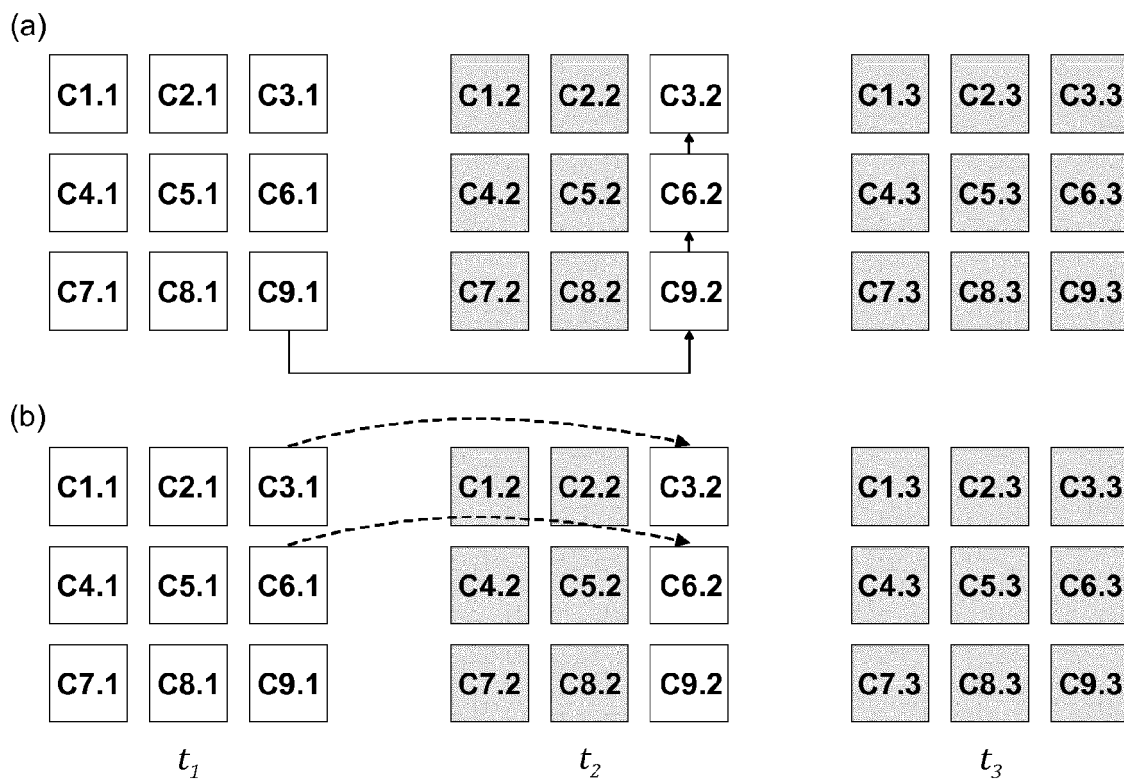 (a)
C1.1 C2.1 C3.1 C1.2 C2.2 C3.2 C1.3 C2.3 C3.3
C4.1 C5.1 C6.1 C4.2 C5.2 C6.2 C4.3 C5.3 C6.3
C7.1 C8.1 C9.1 C7.2 C8.2 C9.2 C7.3 C8.3 C9.3
(b)
C1.1 C2.1 C3.1 C1.2 C2.2 C3.2 C1.3 C2.3 C3.3
C4.1 C5.1 C6.1 C4.2 C5.2 C6.2 C4.3 C5.3 C6.3
C7.1 C8.1 C9.1 C7.2 C8.2 C9.2 C7.3 C8.3 C9.3
t₁ t₂ t₃